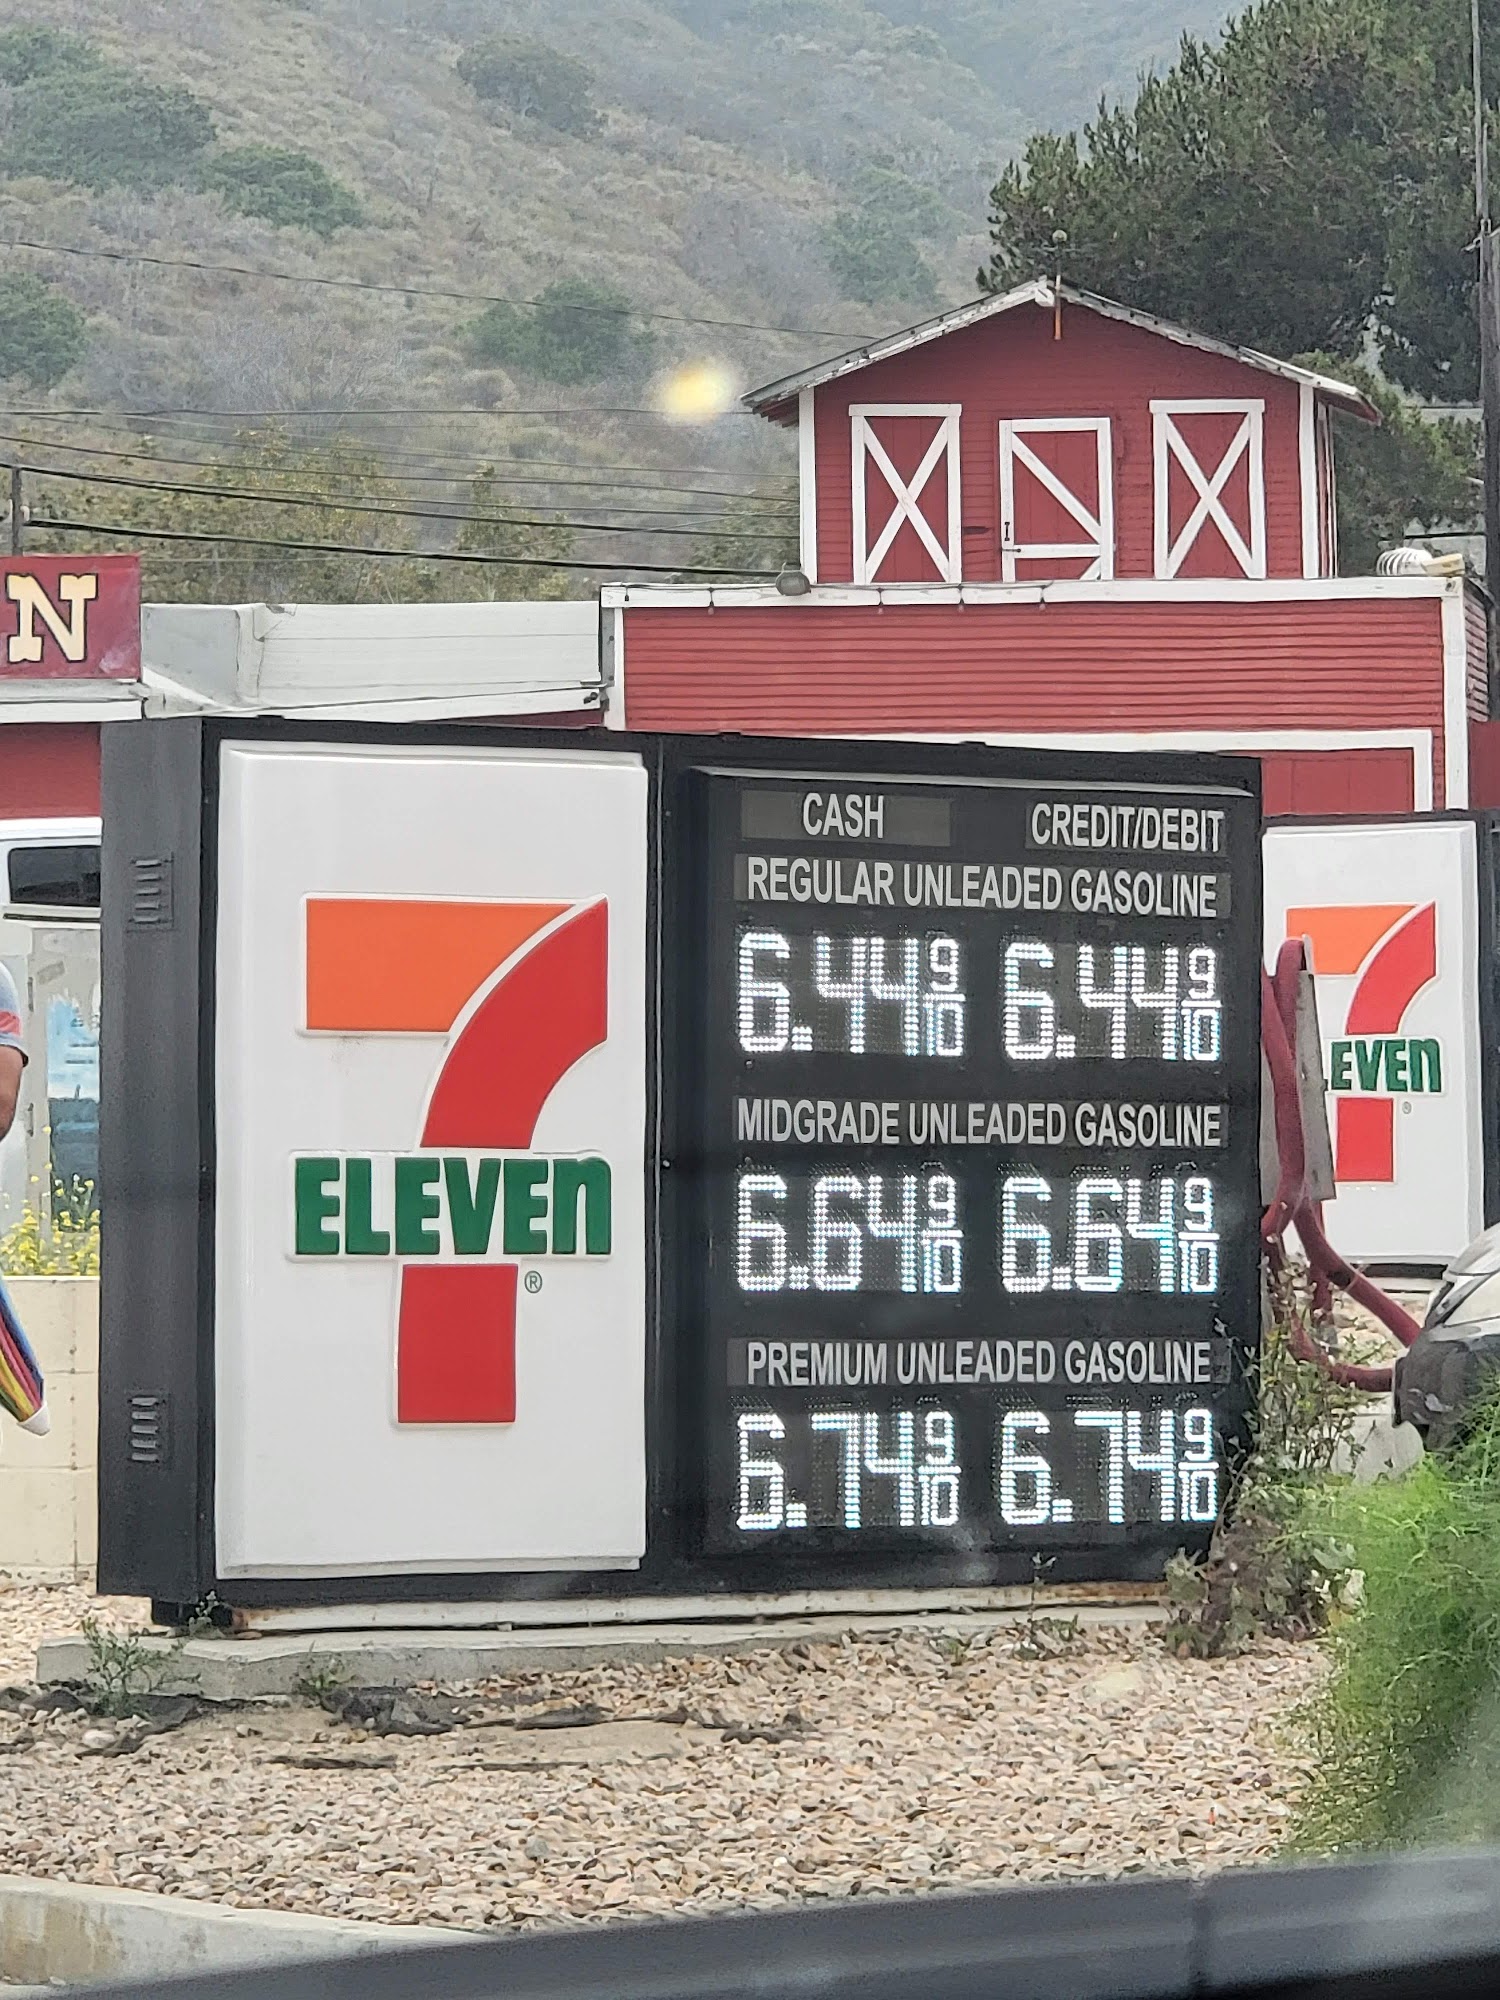 N
7
ELEVEN
®
CASH CREDIT/DEBIT
REGULAR UNLEADED GASOLINE
6.44 9/10 6.44 9/10
MIDGRADE UNLEADED GASOLINE
6.64 9/10 6.64 9/10
PREMIUM UNLEADED GASOLINE
6.74 9/10 6.74 9/10
7
LEVEN
®